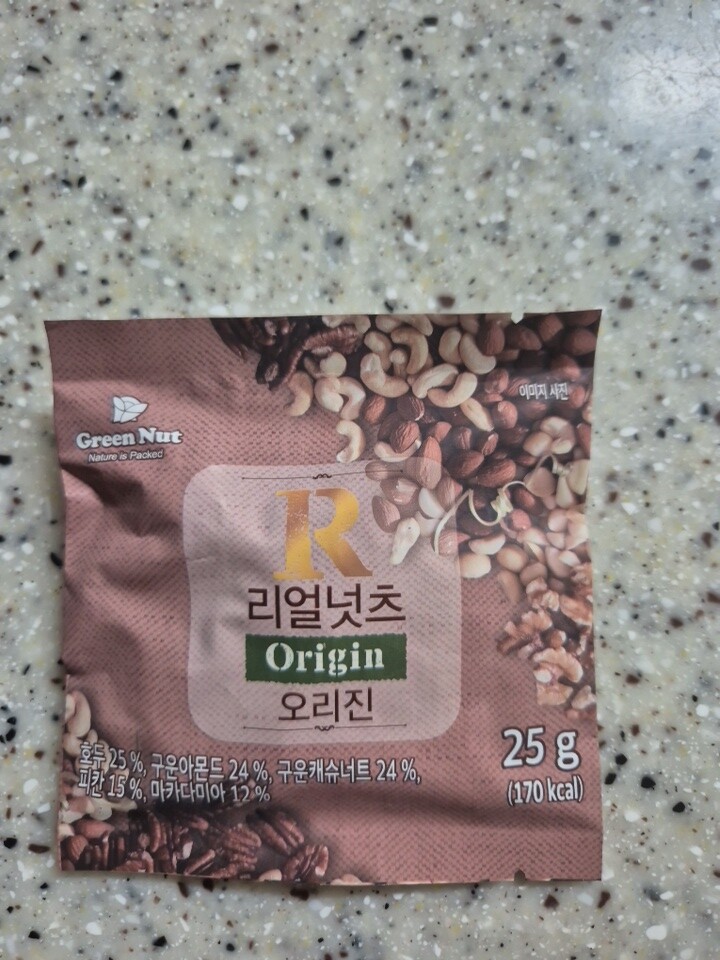 이미지 사진
Green Nut
Nature is Packed
R
리얼넛츠
Origin
오리진
25 g
(170 kcal)
호두 25 %, 구운아몬드 24 %, 구운캐슈너트 24 %,
피칸 15 %, 마카다미아 12 %